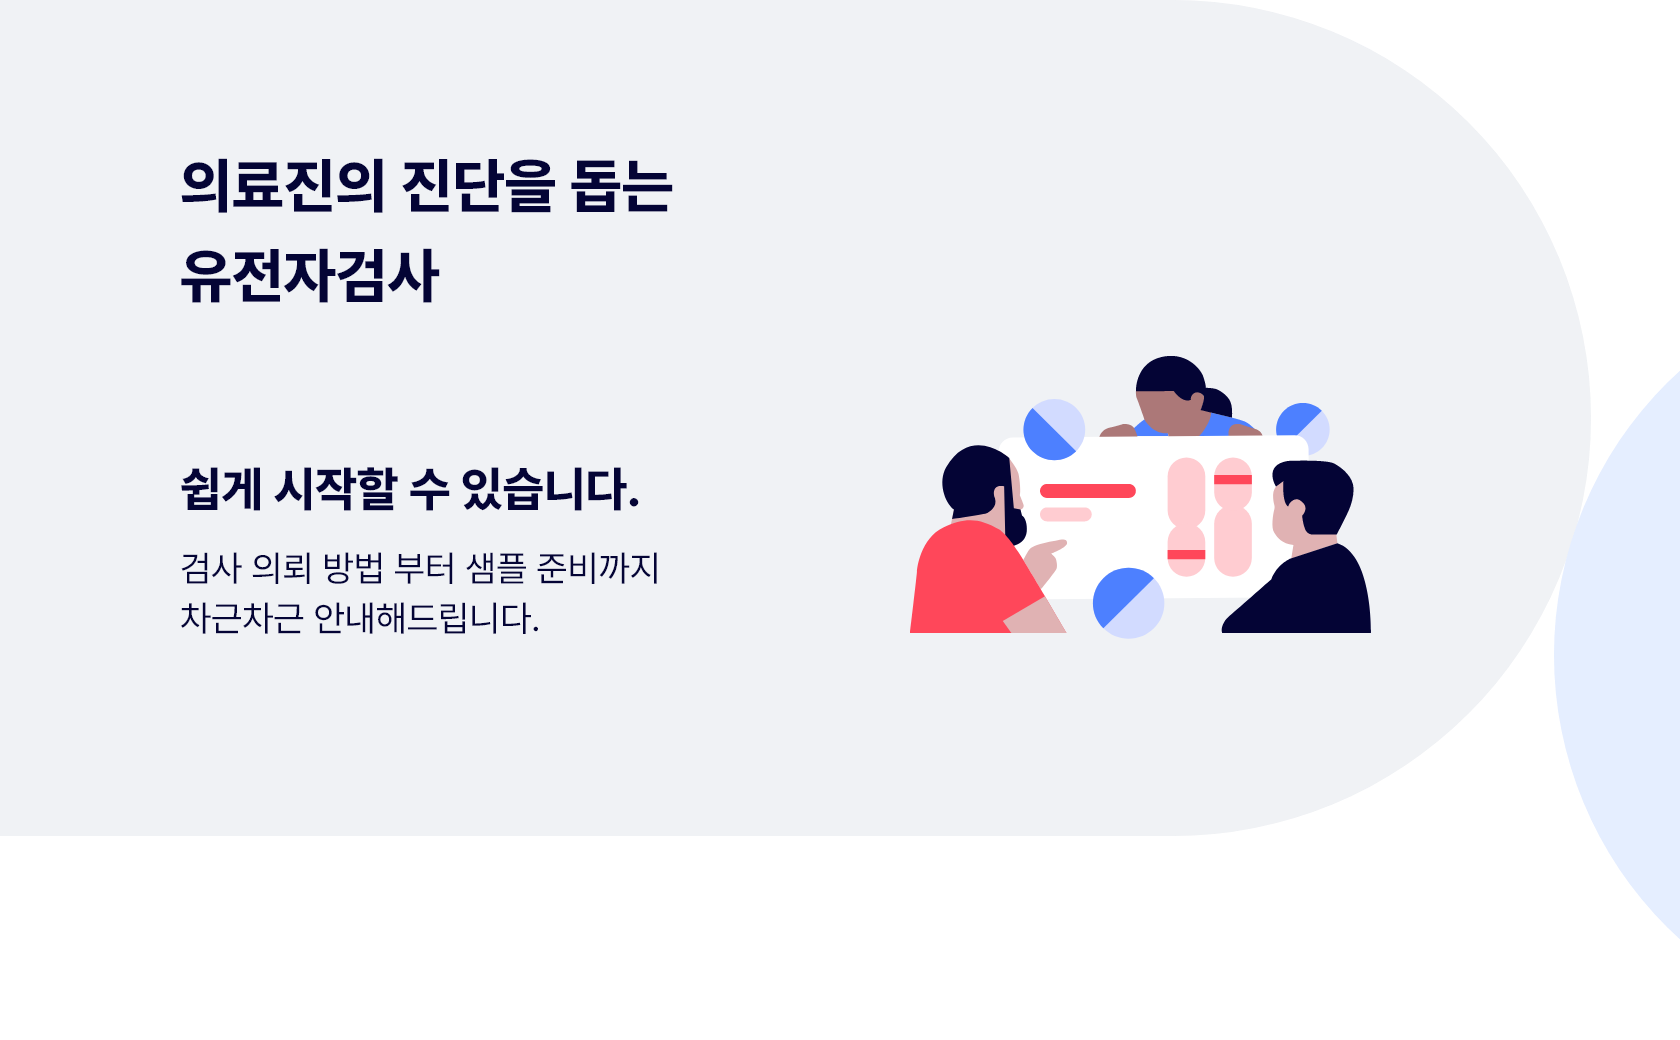 의료진의 진단을 돕는
유전자검사
쉽게 시작할 수 있습니다.
검사 의뢰 방법 부터 샘플 준비까지
차근차근 안내해드립니다.